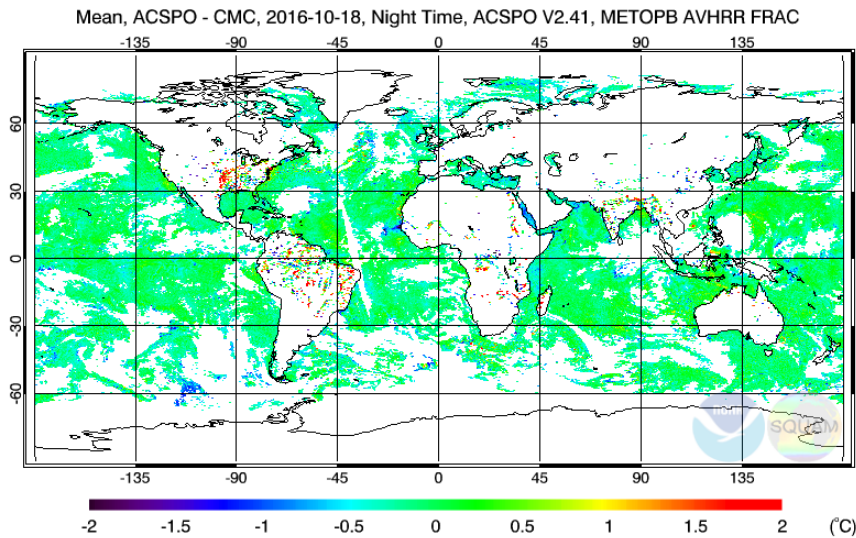 Mean, ACSPO - CMC, 2016-10-18, Night Time, ACSPO V2.41, METOPB AVHRR FRAC
-135 -90 -45 0 45 90 135
60
30
0
-30
-60
NOAA SQUAM
-135 -90 -45 0 45 90 135
-2 -1.5 -1 -0.5 0 0.5 1 1.5 2 (°C)